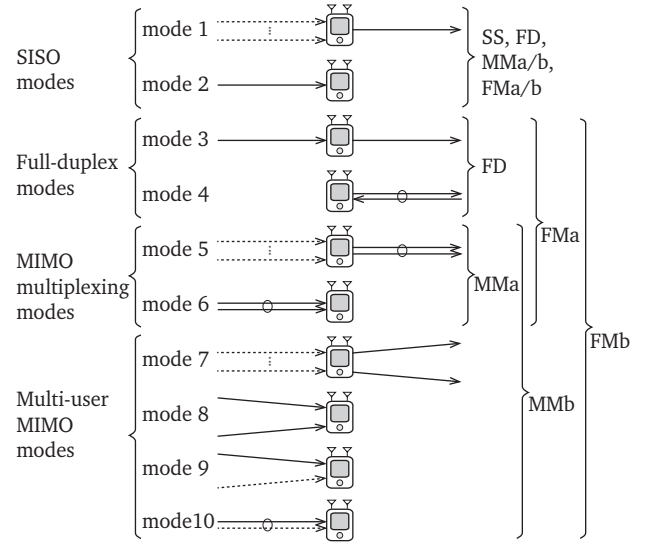 SISO
modes
mode 1
mode 2
SS, FD,
MMa/b,
FMa/b
Full-duplex
modes
mode 3
mode 4
FD
FMa
MIMO
multiplexing
modes
mode 5
mode 6
MMa
FMb
Multi-user
MIMO
modes
mode 7
mode 8
mode 9
mode10
MMb